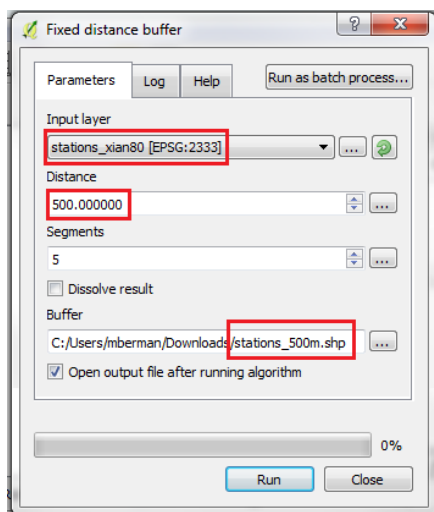 Fixed distance buffer
Parameters Log Help Run as batch process...
Input layer
stations_xian80 [EPSG:2333] ...
Distance
500.000000 ...
Segments
5 ...
Dissolve result
Buffer
C:/Users/mberman/Downloads/stations_500m.shp ...
Open output file after running algorithm
0%
Run Close